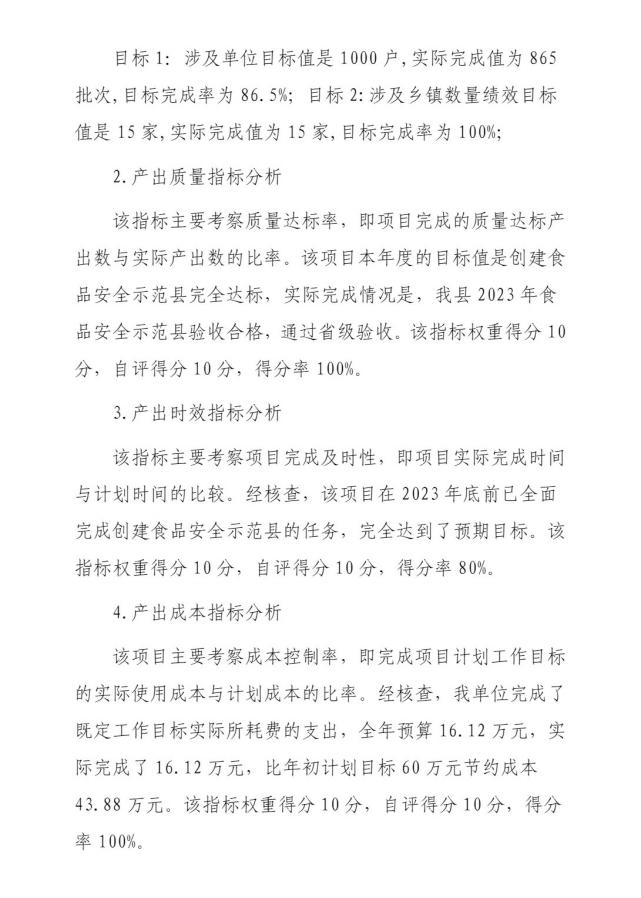 目标1：涉及单位目标值是1000户,实际完成值为865
批次,目标完成率为86.5%；目标2:涉及乡镇数量绩效目标
值是15家,实际完成值为15家,目标完成率为100%;
2.产出质量指标分析
该指标主要考察质量达标率，即项目完成的质量达标产
出数与实际产出数的比率。该项目本年度的目标值是创建食
品安全示范县完全达标，实际完成情况是，我县2023年食
品安全示范县验收合格，通过省级验收。该指标权重得分10
分，自评得分10分，得分率100%。
3.产出时效指标分析
该指标主要考察项目完成及时性，即项目实际完成时间
与计划时间的比较。经核查，该项目在2023年底前已全面
完成创建食品安全示范县的任务，完全达到了预期目标。该
指标权重得分10分，自评得分10分，得分率80%。
4.产出成本指标分析
该项目主要考察成本控制率，即完成项目计划工作目标
的实际使用成本与计划成本的比率。经核查，我单位完成了
既定工作目标实际所耗费的支出，全年预算16.12万元，实
际完成了16.12万元，比年初计划目标60万元节约成本
43.88万元。该指标权重得分10分，自评得分10分，得分
率100%。